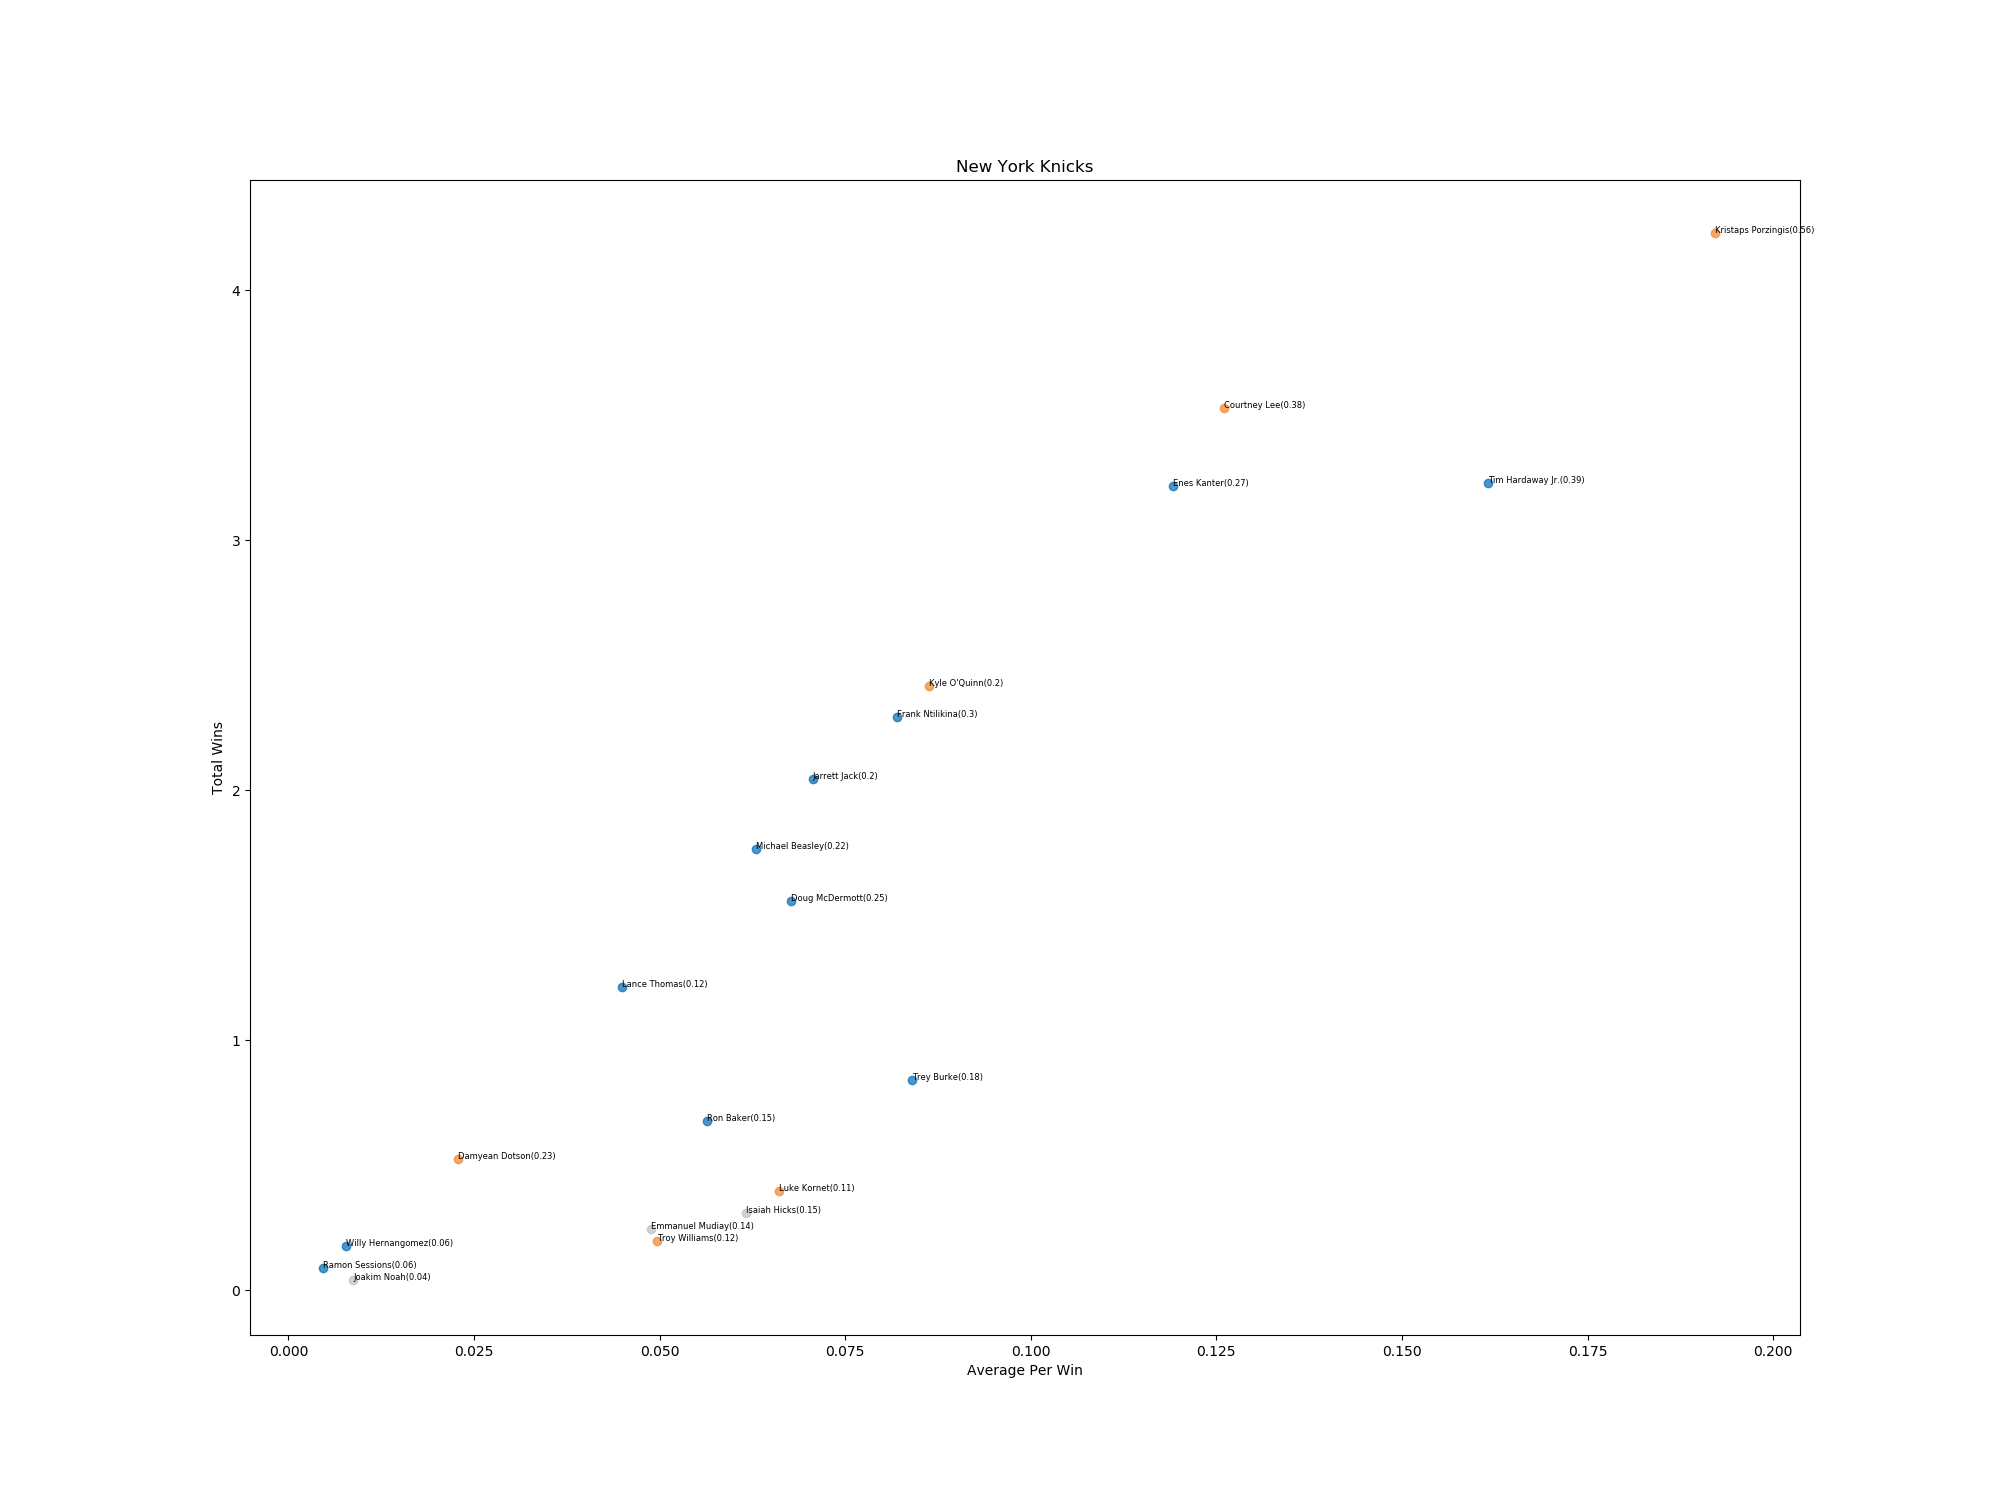 New York Knicks
Kristaps Porzingis(0.56)
4
Courtney Lee(0.38)
Enes Kanter(0.27)
Tim Hardaway Jr.(0.39)
3
Kyle O'Quinn(0.2)
Frank Ntilikina(0.3)
Total Wins
Jarrett Jack(0.2)
2
Michael Beasley(0.22)
Doug McDermott(0.25)
Lance Thomas(0.12)
1
Trey Burke(0.18)
Ron Baker(0.15)
Damyean Dotson(0.23)
Luke Kornet(0.11)
Isaiah Hicks(0.15)
Emmanuel Mudiay(0.14)
Troy Williams(0.12)
Willy Hernangomez(0.06)
Ramon Sessions(0.06)
Joakim Noah(0.04)
0
0.000 0.025 0.050 0.075 0.100 0.125 0.150 0.175 0.200
Average Per Win